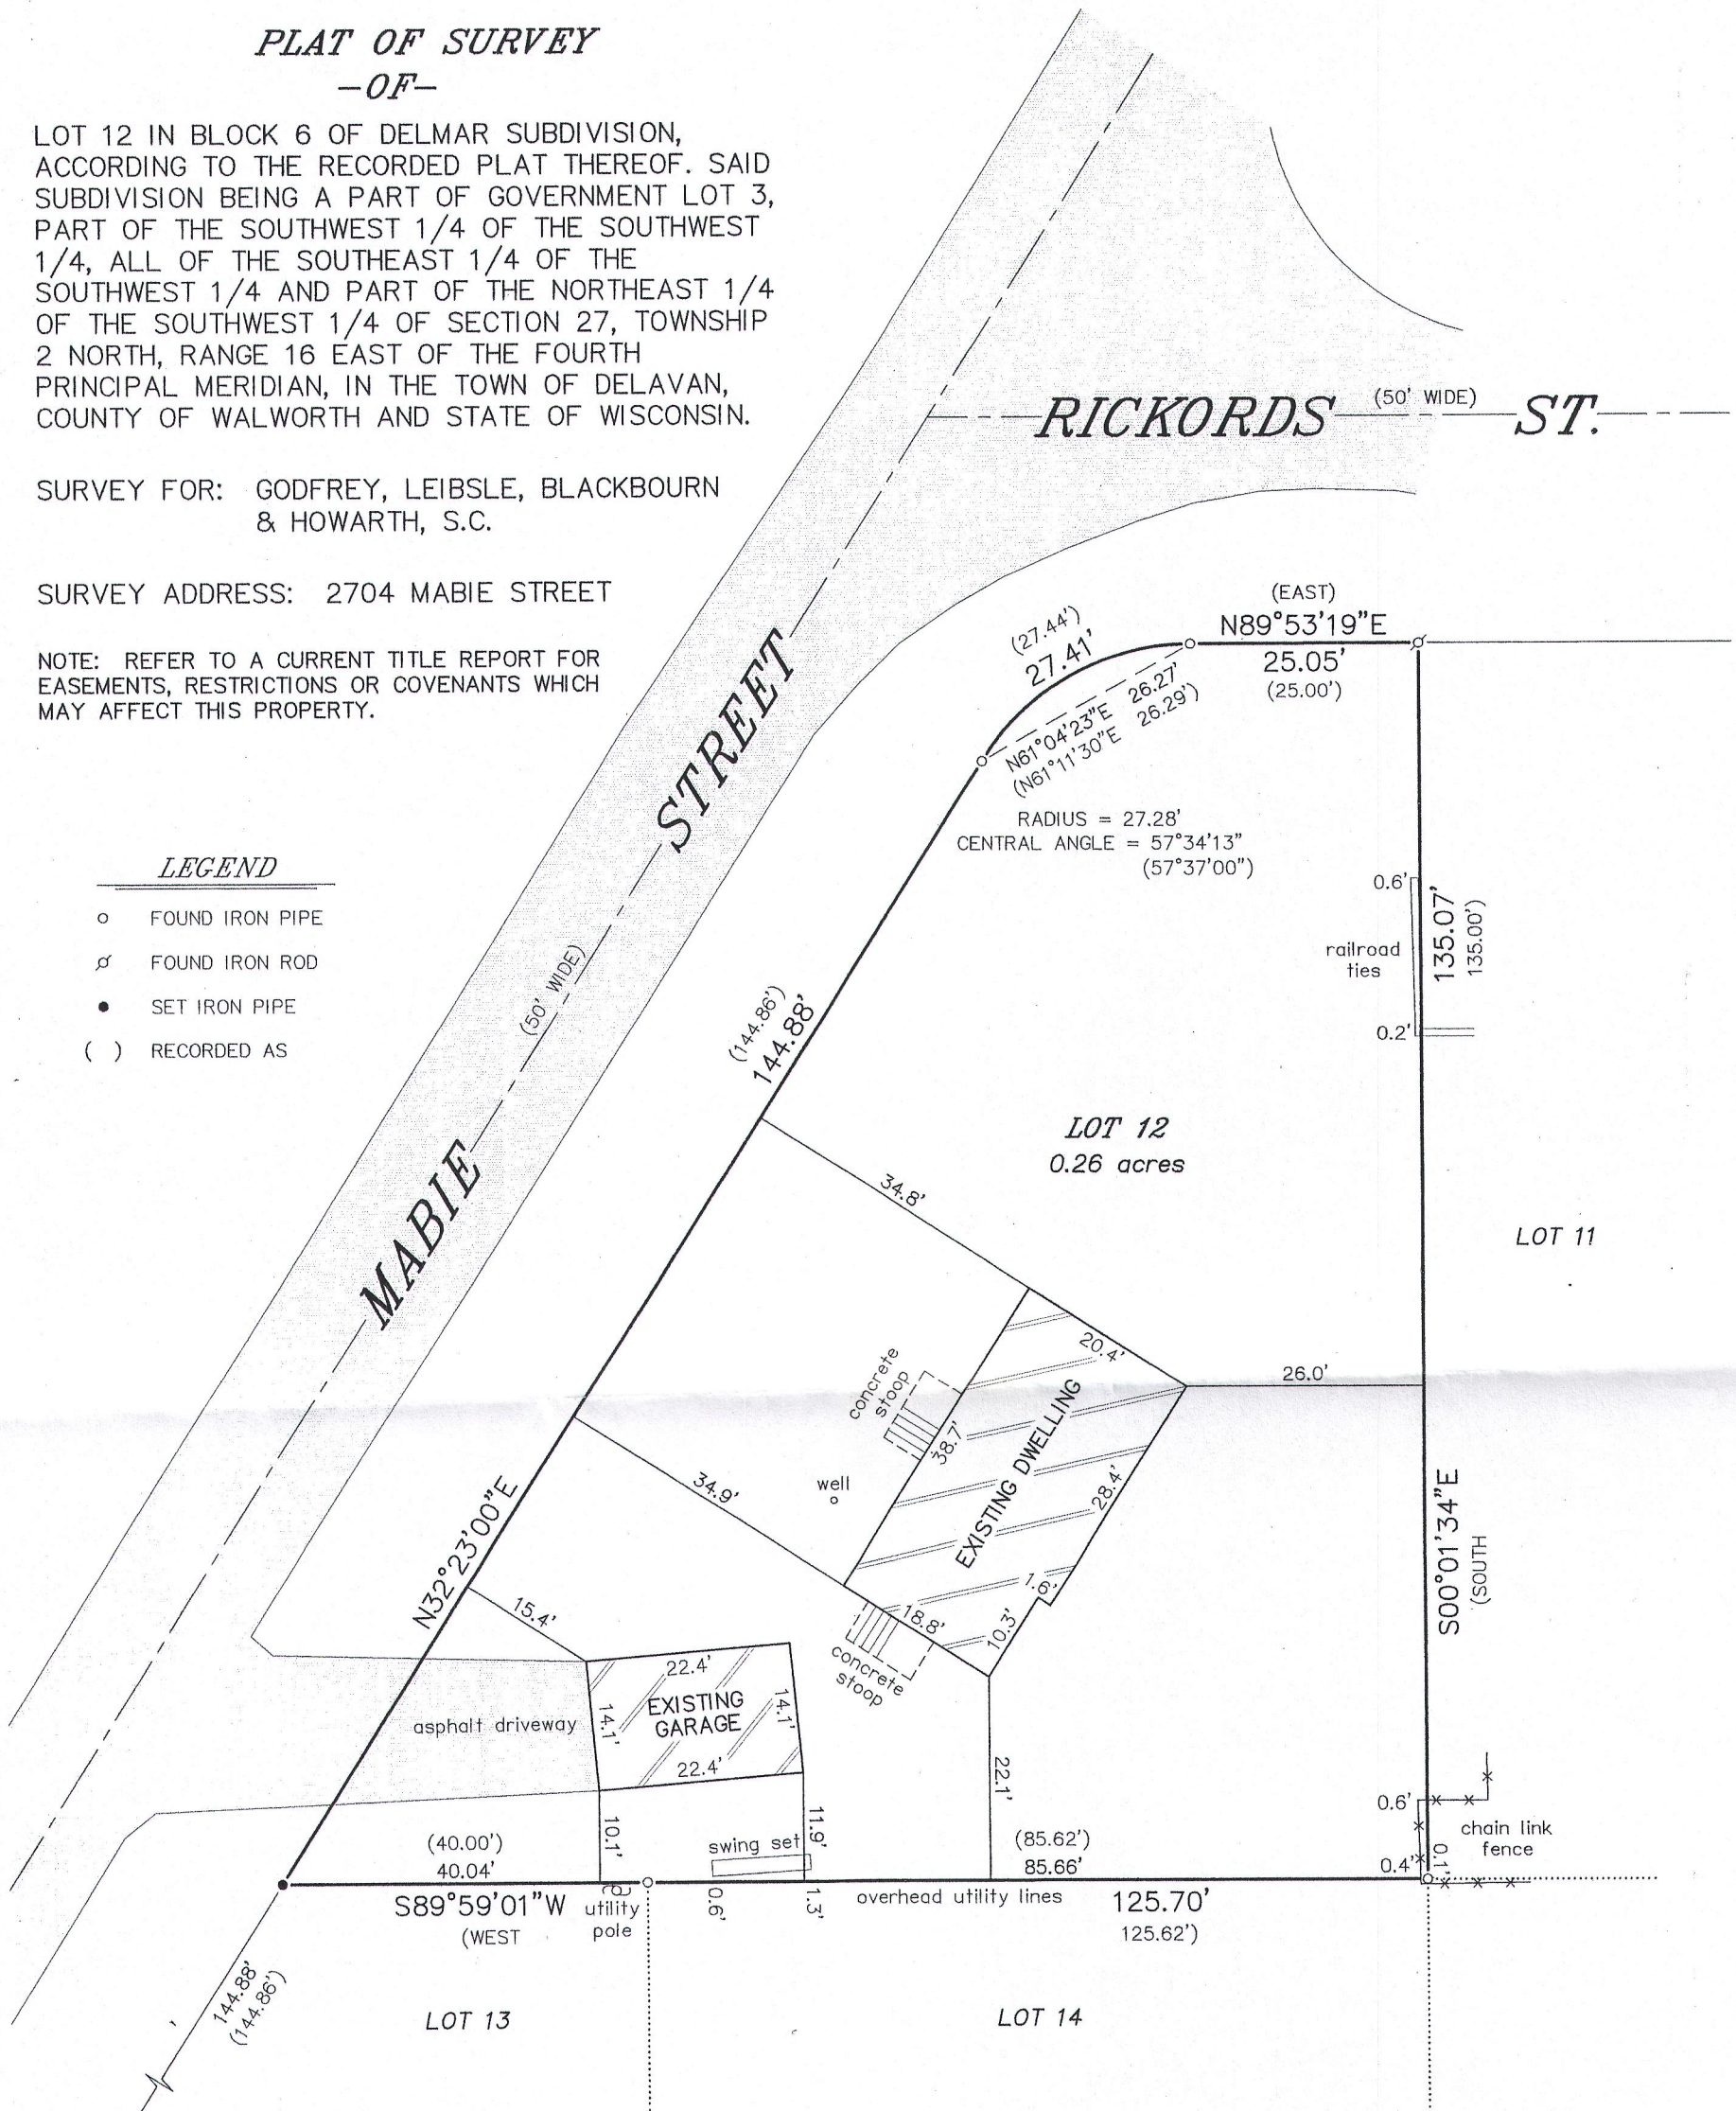 PLAT OF SURVEY
-OF-
LOT 12 IN BLOCK 6 OF DELMAR SUBDIVISION,
ACCORDING TO THE RECORDED PLAT THEREOF. SAID
SUBDIVISION BEING A PART OF GOVERNMENT LOT 3,
PART OF THE SOUTHWEST 1/4 OF THE SOUTHWEST
1/4, ALL OF THE SOUTHEAST 1/4 OF THE
SOUTHWEST 1/4 AND PART OF THE NORTHEAST 1/4
OF THE SOUTHWEST 1/4 OF SECTION 27, TOWNSHIP
2 NORTH, RANGE 16 EAST OF THE FOURTH
PRINCIPAL MERIDIAN, IN THE TOWN OF DELAVAN,
COUNTY OF WALWORTH AND STATE OF WISCONSIN.
SURVEY FOR: GODFREY, LEIBSLE, BLACKBOURN
& HOWARTH, S.C.
SURVEY ADDRESS: 2704 MABIE STREET
NOTE: REFER TO A CURRENT TITLE REPORT FOR
EASEMENTS, RESTRICTIONS OR COVENANTS WHICH
MAY AFFECT THIS PROPERTY.
LEGEND
FOUND IRON PIPE
FOUND IRON ROD
SET IRON PIPE
( ) RECORDED AS
RICKORDS (50' WIDE) ST.
MABIE (50' WIDE) STREET
(EAST)
N89°53'19"E
25.05'
(25.00')
(27.44')
27.41'
N61°04'23"E 26.27'
(N61°11'30"E 26.29')
RADIUS = 27.28'
CENTRAL ANGLE = 57°34'13"
(57°37'00")
0.6'
railroad
ties
0.2'
135.07'
135.00')
(144.86')
144.88'
LOT 12
0.26 acres
LOT 11
34.8'
20.4'
26.0'
concrete
stoop
38.7'
EXISTING DWELLING
28.4'
well
34.9'
1.6'
18.8'
10.3'
concrete
stoop
S00°01'34"E
(SOUTH
N32°23'00"E
15.4'
22.4'
14.1'
EXISTING
GARAGE
14.1'
22.4'
asphalt driveway
10.1'
11.9'
swing set
22.1'
(40.00')
40.04'
(85.62')
85.66'
0.6'
0.4'
0.1'
chain link
fence
S89°59'01"W
(WEST
utility
pole
0.6'
1.3'
overhead utility lines
125.70'
125.62')
144.88'
(144.86')
LOT 13
LOT 14